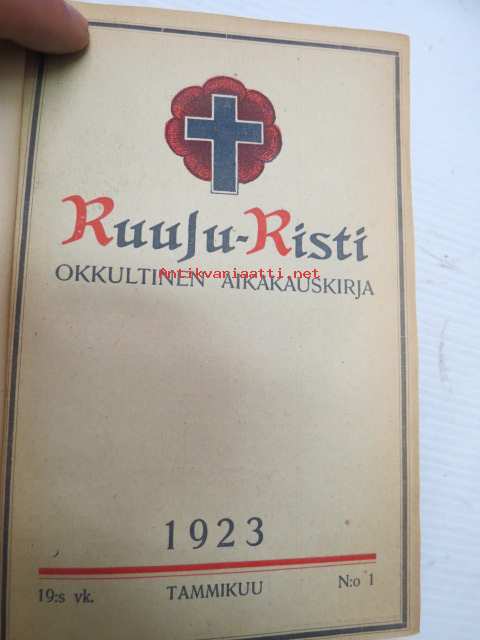 Ruusu-Risti
Antikvariaatti.net
OKKULTINEN AIKAKAUSKIRJA
1923
19:s vk. TAMMIKUU N:o 1